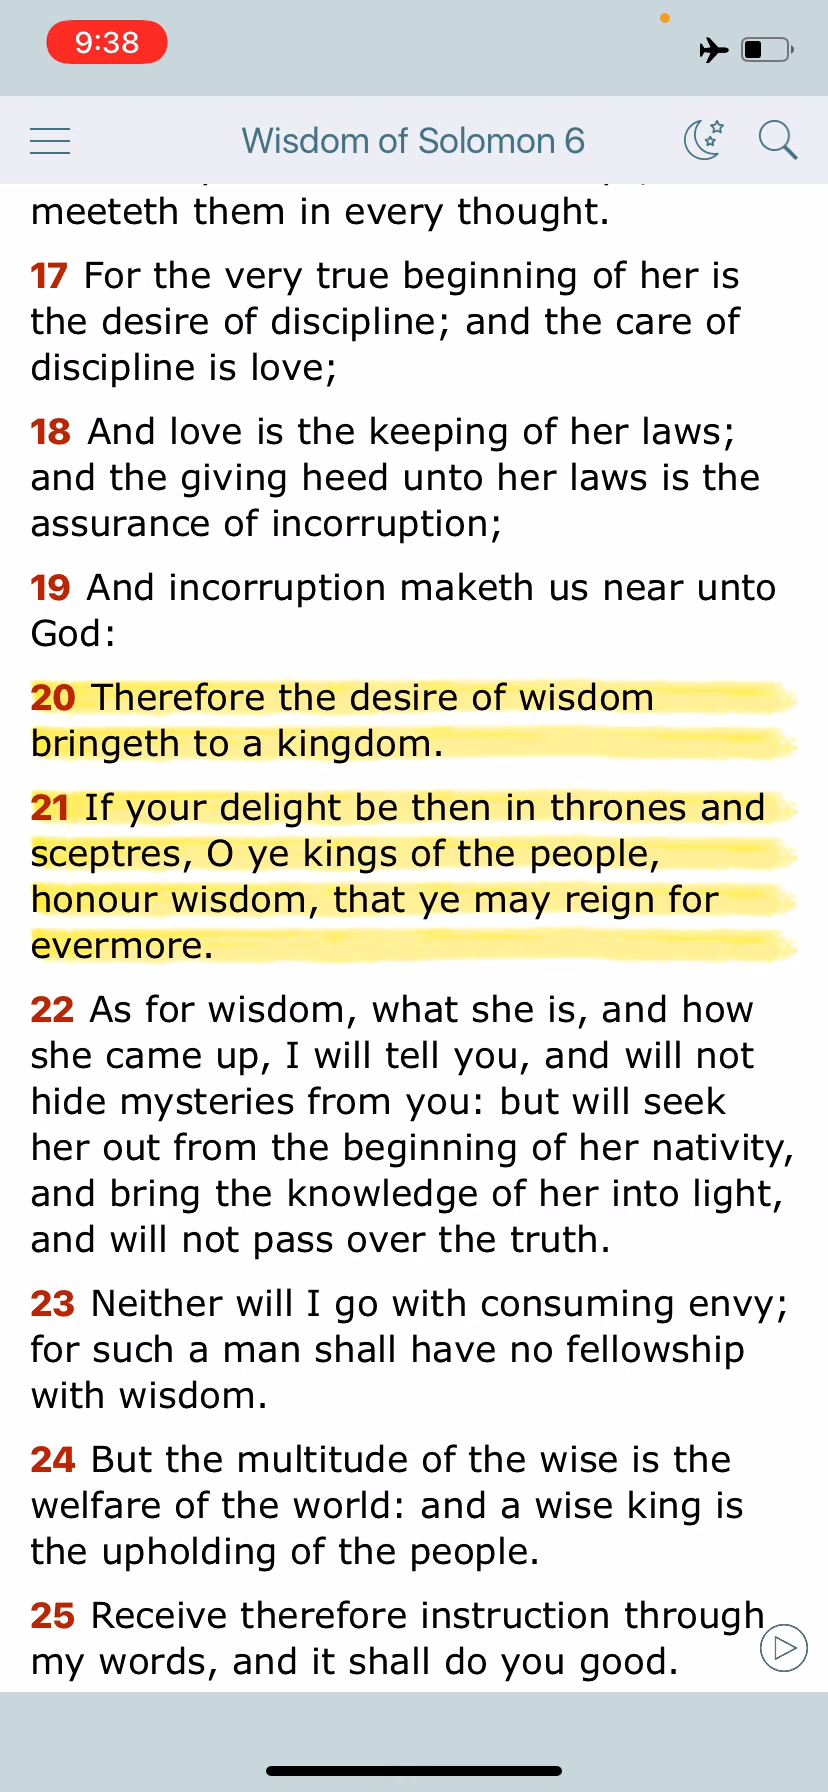 9:38
Wisdom of Solomon 6
meeteth them in every thought.
17 For the very true beginning of her is
the desire of discipline; and the care of
discipline is love;
18 And love is the keeping of her laws;
and the giving heed unto her laws is the
assurance of incorruption;
19 And incorruption maketh us near unto
God:
20 Therefore the desire of wisdom
bringeth to a kingdom.
21 If your delight be then in thrones and
sceptres, O ye kings of the people,
honour wisdom, that ye may reign for
evermore.
22 As for wisdom, what she is, and how
she came up, I will tell you, and will not
hide mysteries from you: but will seek
her out from the beginning of her nativity,
and bring the knowledge of her into light,
and will not pass over the truth.
23 Neither will I go with consuming envy;
for such a man shall have no fellowship
with wisdom.
24 But the multitude of the wise is the
welfare of the world: and a wise king is
the upholding of the people.
25 Receive therefore instruction through
my words, and it shall do you good.